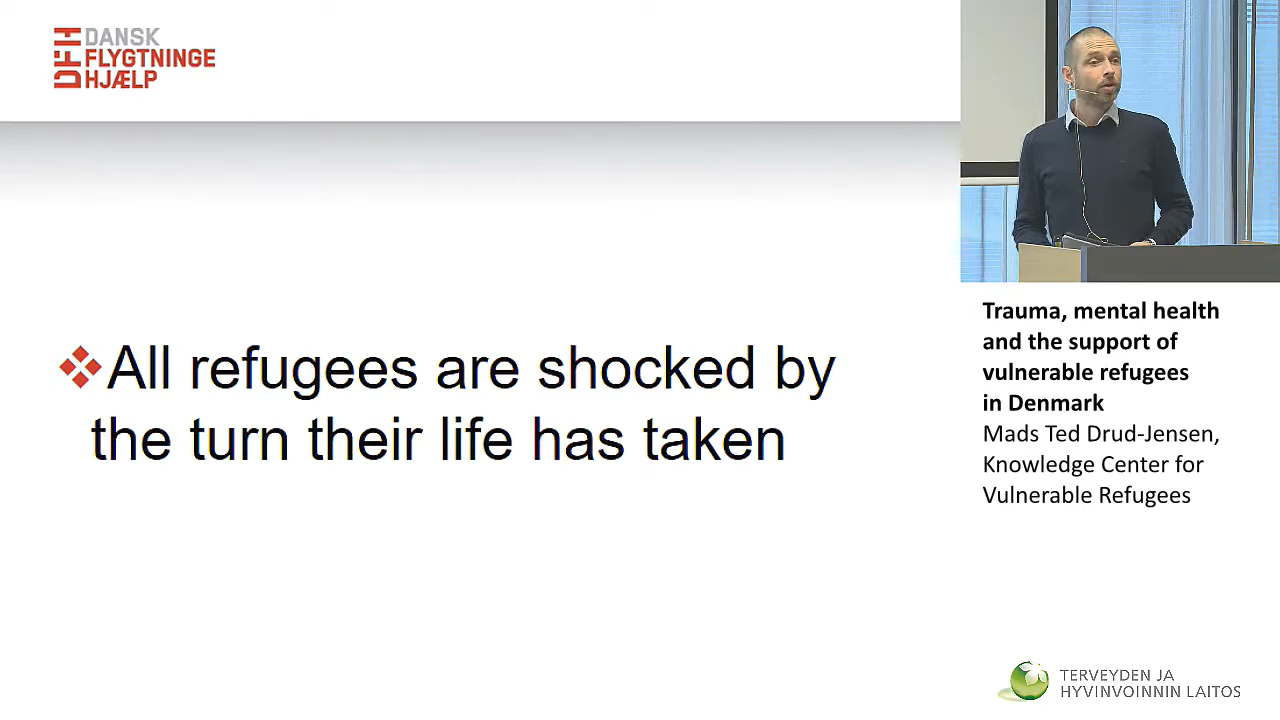 DFH
DANSK
FLYGTNINGE
HJÆLP
❖All refugees are shocked by
the turn their life has taken
Trauma, mental health
and the support of
vulnerable refugees
in Denmark
Mads Ted Drud-Jensen,
Knowledge Center for
Vulnerable Refugees
TERVEYDEN JA
HYVINVOINNIN LAITOS